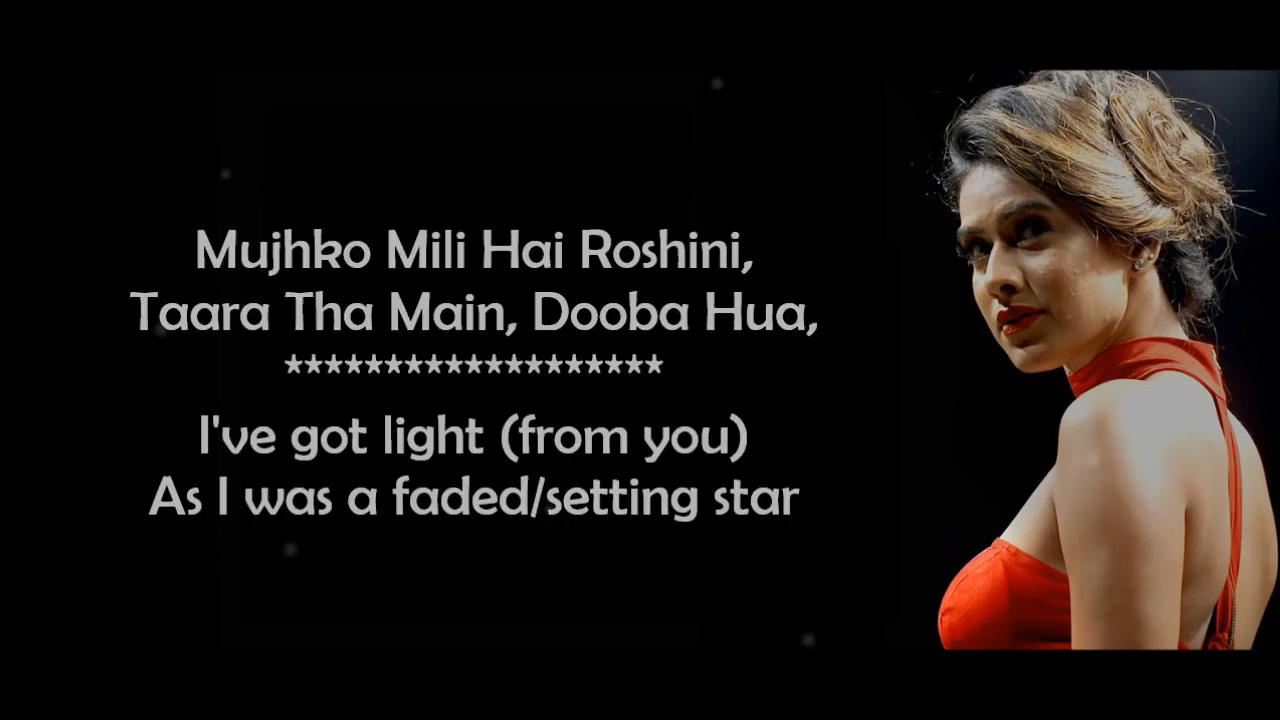 Mujhko Mili Hai Roshini,
Taara Tha Main, Dooba Hua,
*******************
I've got light (from you)
As I was a faded/setting star